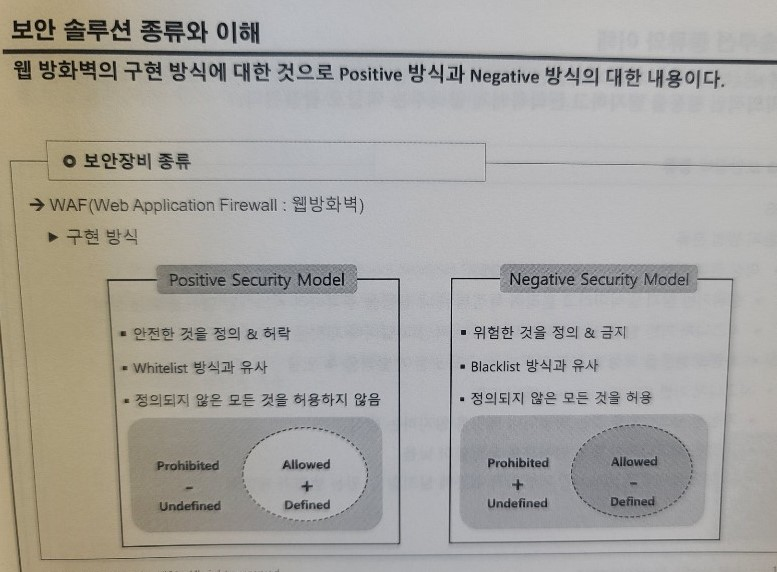 보안 솔루션 종류와 이해
웹 방화벽의 구현 방식에 대한 것으로 Positive 방식과 Negative 방식의 대한 내용이다.
보안장비 종류
→ WAF(Web Application Firewall : 웹방화벽)
▶ 구현 방식
Positive Security Model
▪ 안전한 것을 정의 & 허락
▪ Whitelist 방식과 유사
▪ 정의되지 않은 모든 것을 허용하지 않음
Prohibited
-
Undefined
Allowed
+
Defined
Negative Security Model
▪ 위험한 것을 정의 & 금지
▪ Blacklist 방식과 유사
▪ 정의되지 않은 모든 것을 허용
Prohibited
+
Undefined
Allowed
-
Defined